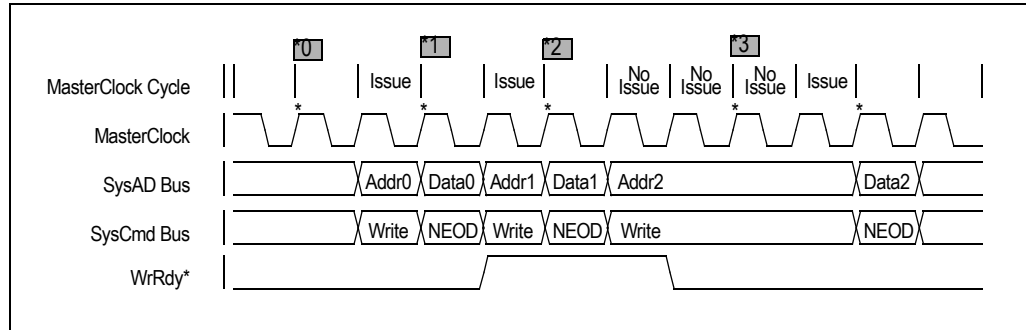 *0 *1 *2 *3
MasterClock Cycle Issue Issue No Issue No Issue No Issue Issue
* * * * *
MasterClock
SysAD Bus Addr0 Data0 Addr1 Data1 Addr2 Data2
SysCmd Bus Write NEOD Write NEOD Write NEOD
WrRdy*